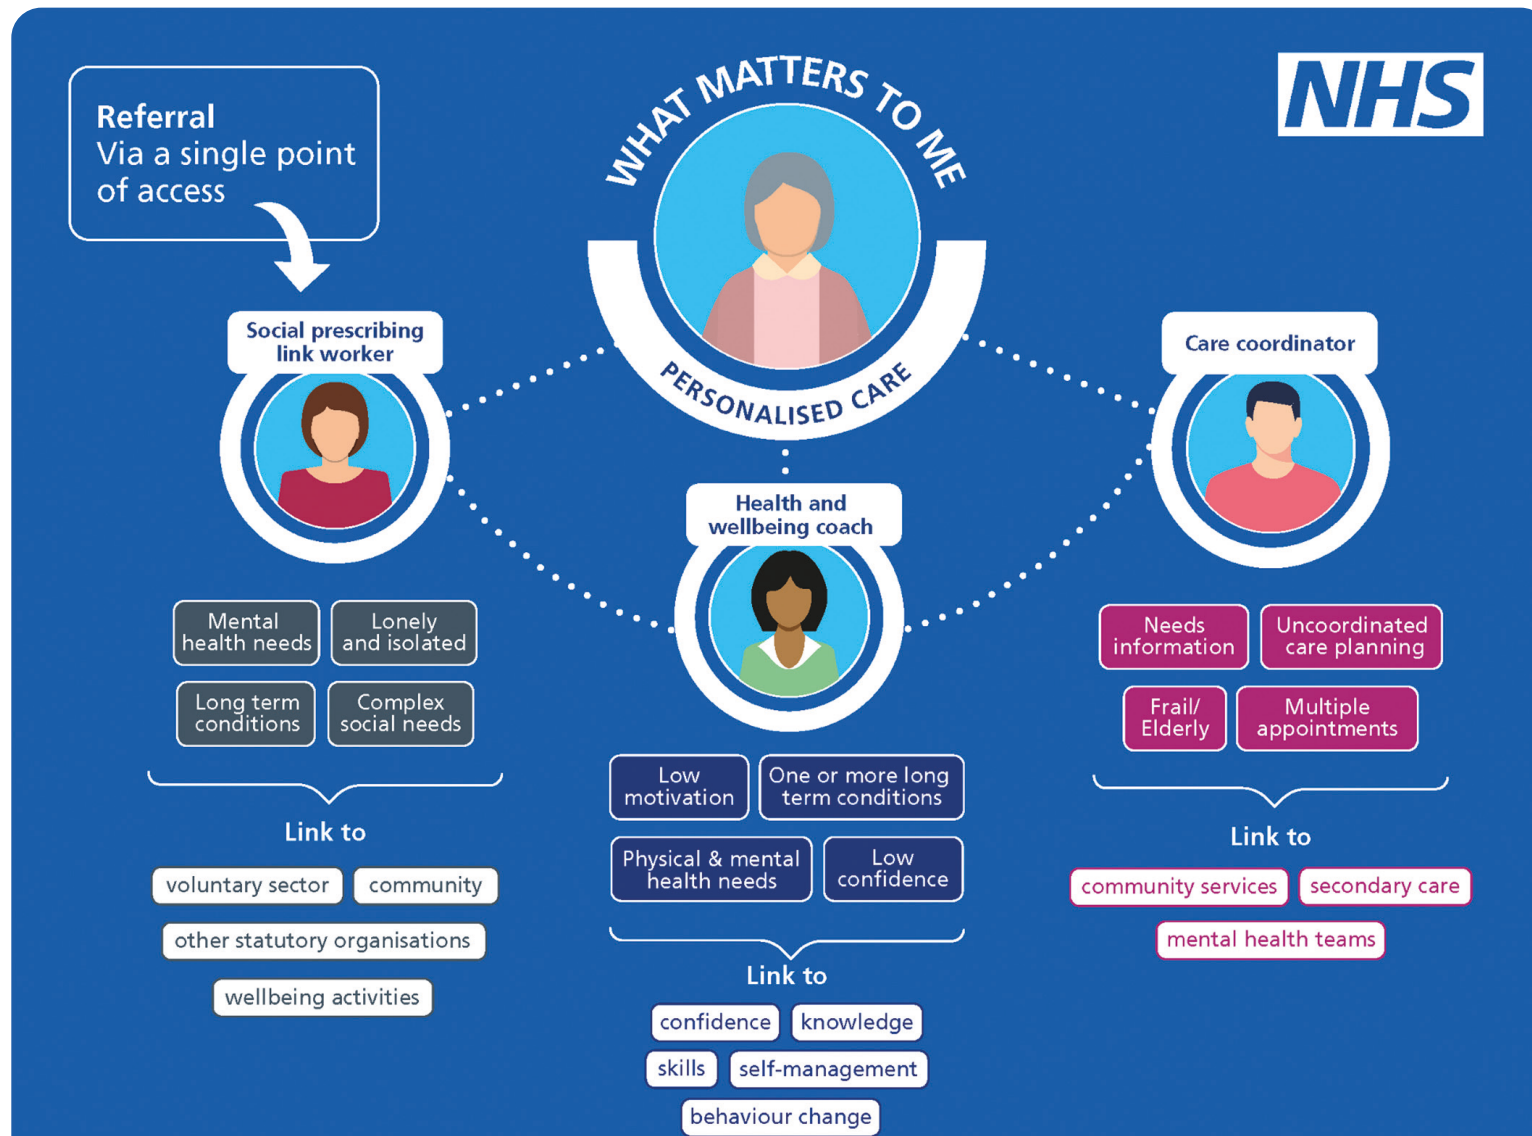 Referral
Via a single point
of access
WHAT MATTERS TO ME
NHS
PERSONALISED CARE
Social prescribing
link worker
Mental
health needs
Lonely
and isolated
Long term
conditions
Complex
social needs
Link to
voluntary sector
community
other statutory organisations
wellbeing activities
Health and
wellbeing coach
Low
motivation
One or more long
term conditions
Physical & mental
health needs
Low
confidence
Link to
confidence
knowledge
skills
self-management
behaviour change
Care coordinator
Needs
information
Uncoordinated
care planning
Frail/
Elderly
Multiple
appointments
Link to
community services
secondary care
mental health teams